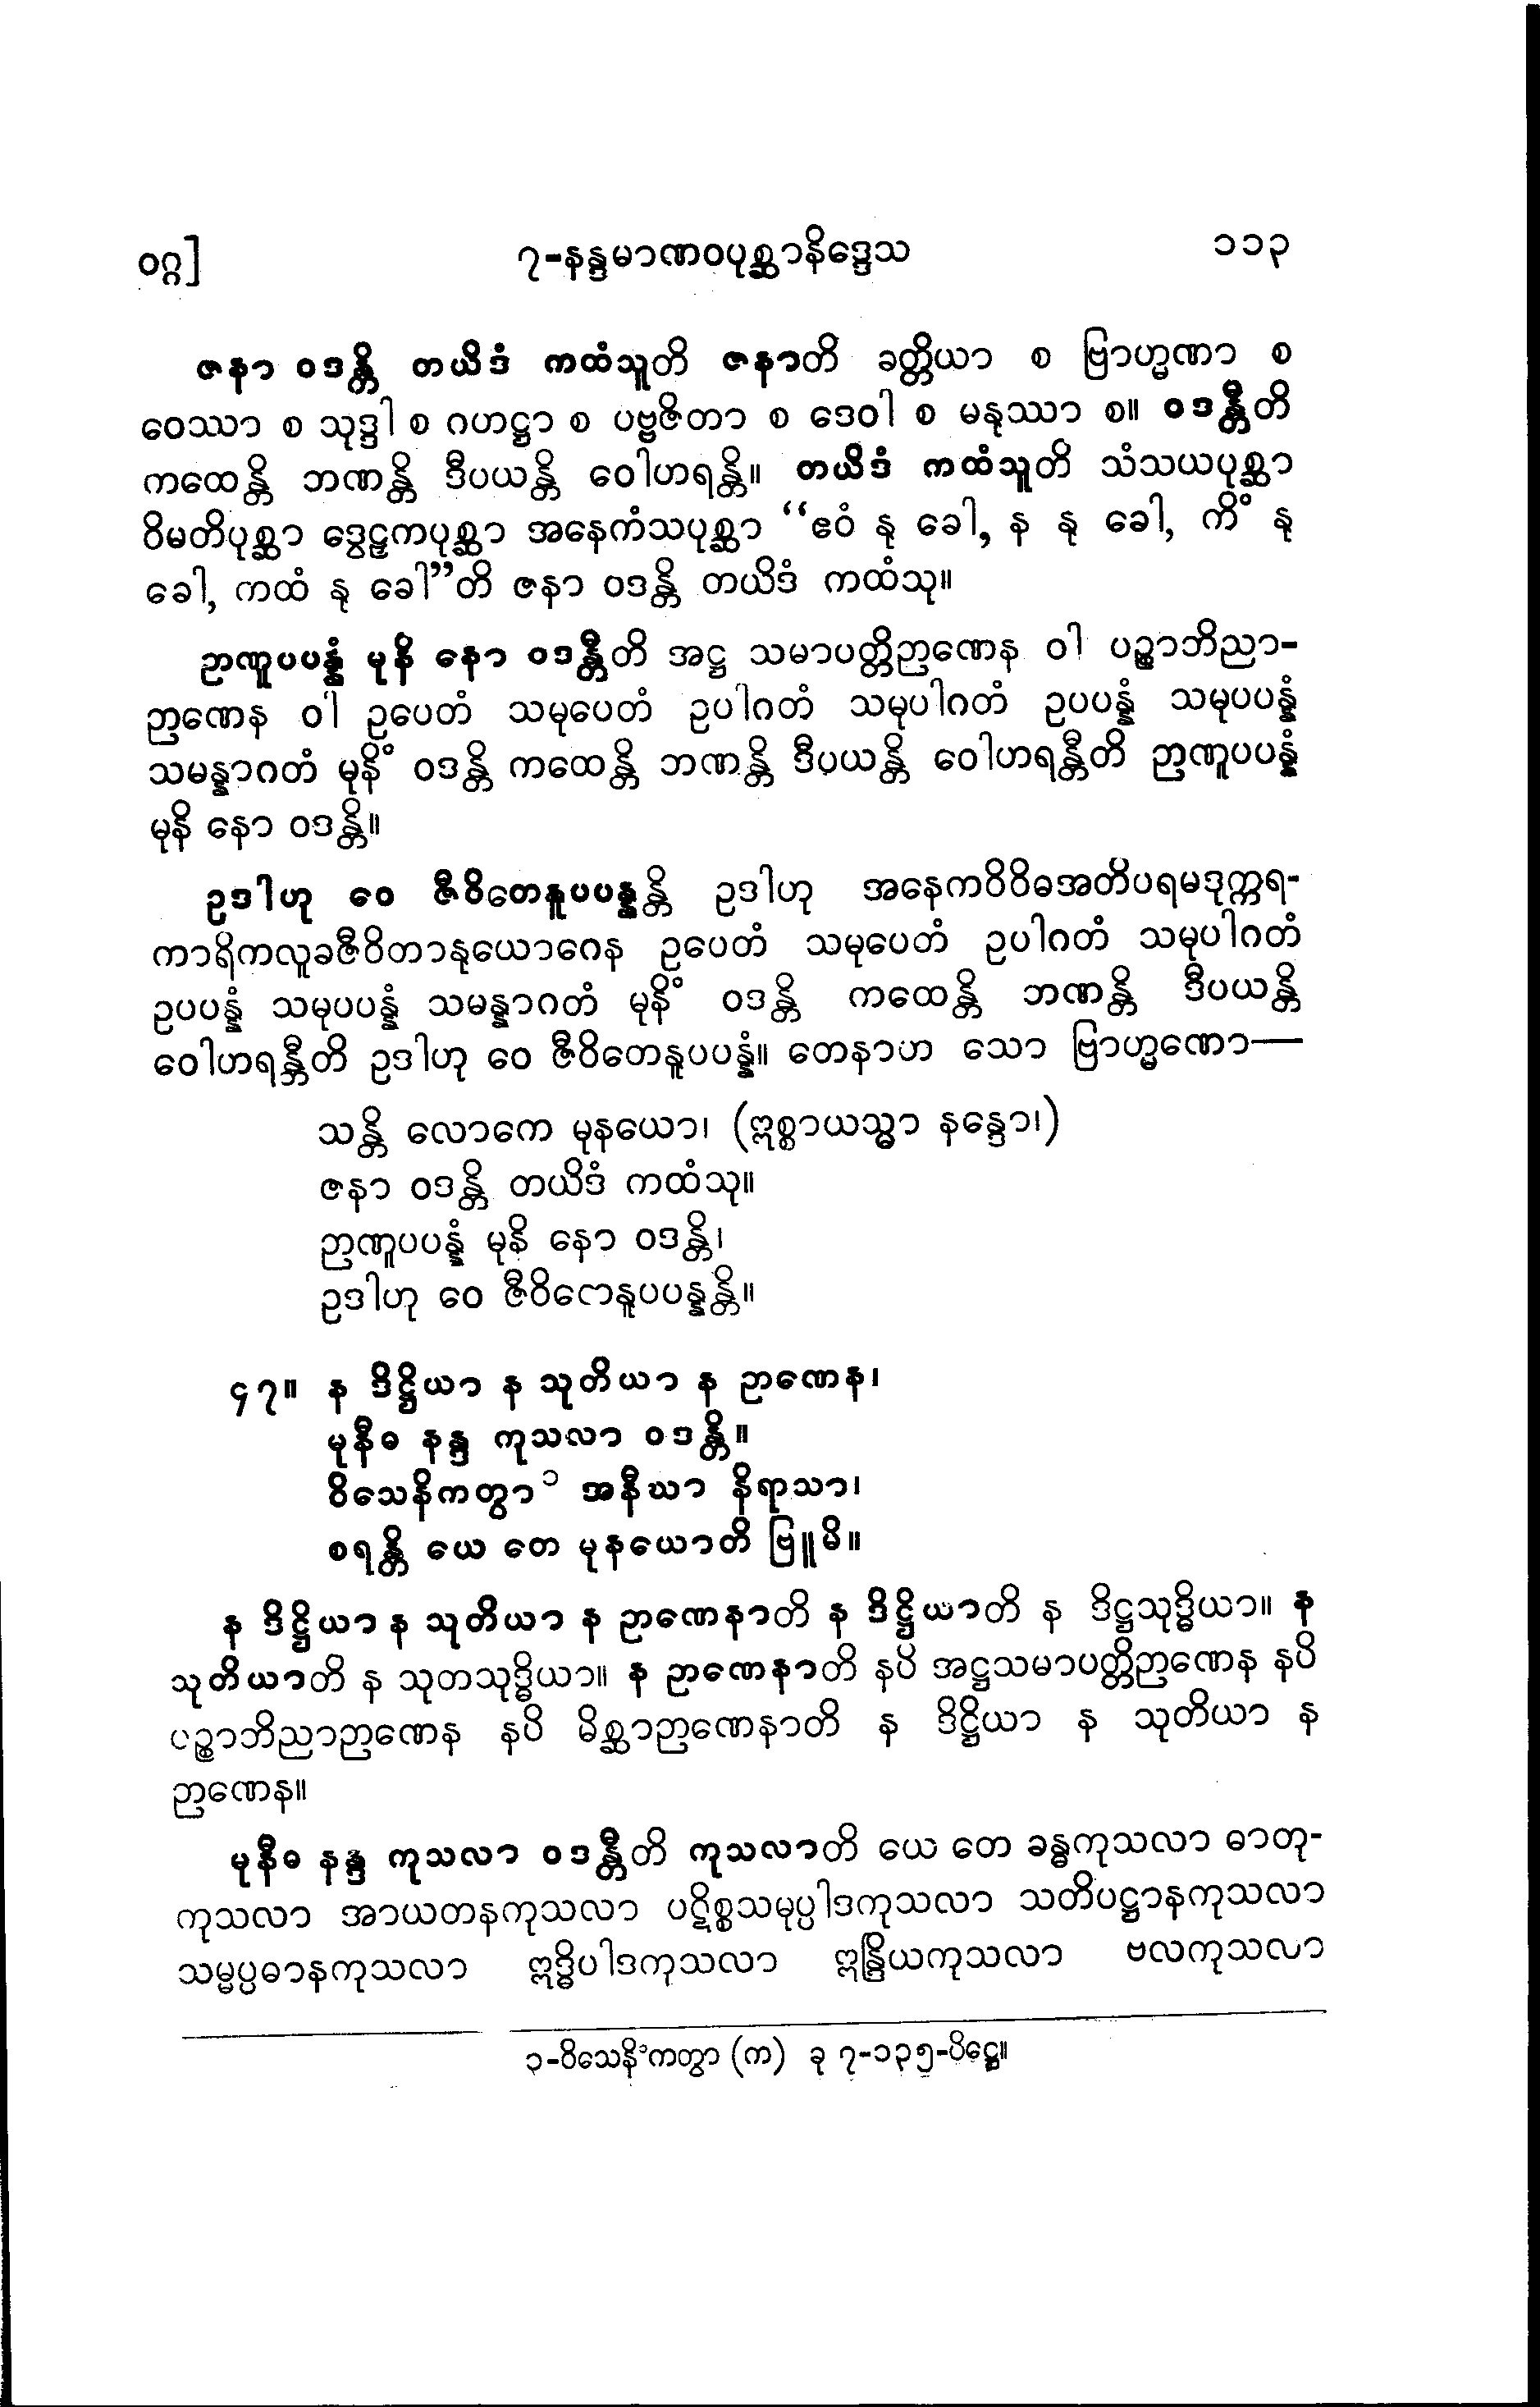 ဝဂ္ဂ] ၇-နန္ဒမာဏဝပုစ္ဆာနိဒ္ဒေသ ၁၁၃
ဇနာ ဝဒန္တိ တယိဒံ ကထံသူတိ ဇနာတိ ခတ္တိယာ စ ဗြာဟ္မဏာ စ
ဝေဿာ စ သုဒ္ဒါ စ ဂဟဋ္ဌာ စ ပဗ္ဗဇိတာ စ ဒေဝါ စ မနုဿာ စ။ ဝဒန္တီတိ
ကထေန္တိ ဘဏန္တိ ဒီပယန္တိ ဝေါဟရန္တိ။ တယိဒံ ကထံသူတိ သံသယပုစ္ဆာ
ဝိမတိပုစ္ဆာ ဒွေဠှကပုစ္ဆာ အနေကံသပုစ္ဆာ “ဧဝံ နု ခေါ, န နု ခေါ, ကိံ နု
ခေါ, ကထံ နု ခေါ”တိ ဇနာ ဝဒန္တိ တယိဒံ ကထံသု။
ဉာဏူပပန္နံ မုနိ နော ဝဒန္တီတိ အဋ္ဌ သမာပတ္တိဉာဏေန ဝါ ပဉ္စာဘိညာ-
ဉာဏေန ဝါ ဥပေတံ သမုပေတံ ဥပါဂတံ သမုပါဂတံ ဥပပန္နံ သမုပပန္နံ
သမန္နာဂတံ မုနိံ ဝဒန္တိ ကထေန္တိ ဘဏန္တိ ဒီပယန္တိ ဝေါဟရန္တီတိ ဉာဏူပပန္နံ
မုနိ နော ဝဒန္တိ။
ဥဒါဟု ဝေ ဇီဝိတေနူပပန္နန္တိ ဥဒါဟု အနေကဝိဝိဓအတိပရမဒုက္ကရ-
ကာရိကလူခဇီဝိတာနုယောဂေန ဥပေတံ သမုပေတံ ဥပါဂတံ သမုပါဂတံ
ဥပပန္နံ သမုပပန္နံ သမန္နာဂတံ မုနိံ ဝဒန္တိ ကထေန္တိ ဘဏန္တိ ဒီပယန္တိ
ဝေါဟရန္တီတိ ဥဒါဟု ဝေ ဇီဝိတေနူပပန္နံ။ တေနာဟ သော ဗြာဟ္မဏော—
သန္တိ လောကေ မုနယော၊ (ဣစ္စာယသ္မာ နန္ဒော၊)
ဇနာ ဝဒန္တိ တယိဒံ ကထံသု။
ဉာဏူပပန္နံ မုနိ နော ဝဒန္တိ၊
ဥဒါဟု ဝေ ဇီဝိတေနူပပန္နန္တိ။
၄၇။ န ဒိဋ္ဌိယာ န သုတိယာ န ဉာဏေန၊
မုနီဓ နန္ဒ ကုသလာ ဝဒန္တိ။
ဝိသေနိကတွာ ၁ အနီဃာ နိရာသာ၊
စရန္တိ ယေ တေ မုနယောတိ ဗြူမိ။
န ဒိဋ္ဌိယာ န သုတိယာ န ဉာဏေနာတိ န ဒိဋ္ဌိယာတိ န ဒိဋ္ဌသုဒ္ဓိယာ။ န
သုတိယာတိ န သုတသုဒ္ဓိယာ။ န ဉာဏေနာတိ နပိ အဋ္ဌသမာပတ္တိဉာဏေန နပိ
ပဉ္စာဘိညာဉာဏေန နပိ မိစ္ဆာဉာဏေနာတိ န ဒိဋ္ဌိယာ န သုတိယာ န
ဉာဏေန။
မုနီဓ နန္ဒ ကုသလာ ဝဒန္တီတိ ကုသလာတိ ယေ တေ ခန္ဓကုသလာ ဓာတု-
ကုသလာ အာယတနကုသလာ ပဋိစ္စသမုပ္ပါဒကုသလာ သတိပဋ္ဌာနကုသလာ
သမ္မပ္ပဓာနကုသလာ ဣဒ္ဓိပါဒကုသလာ ဣန္ဒြိယကုသလာ ဗလကုသလာ
၁-ဝိသေနိံကတွာ (က) ခု ၇-၁၃၅-ပိဋ္ဌေ။